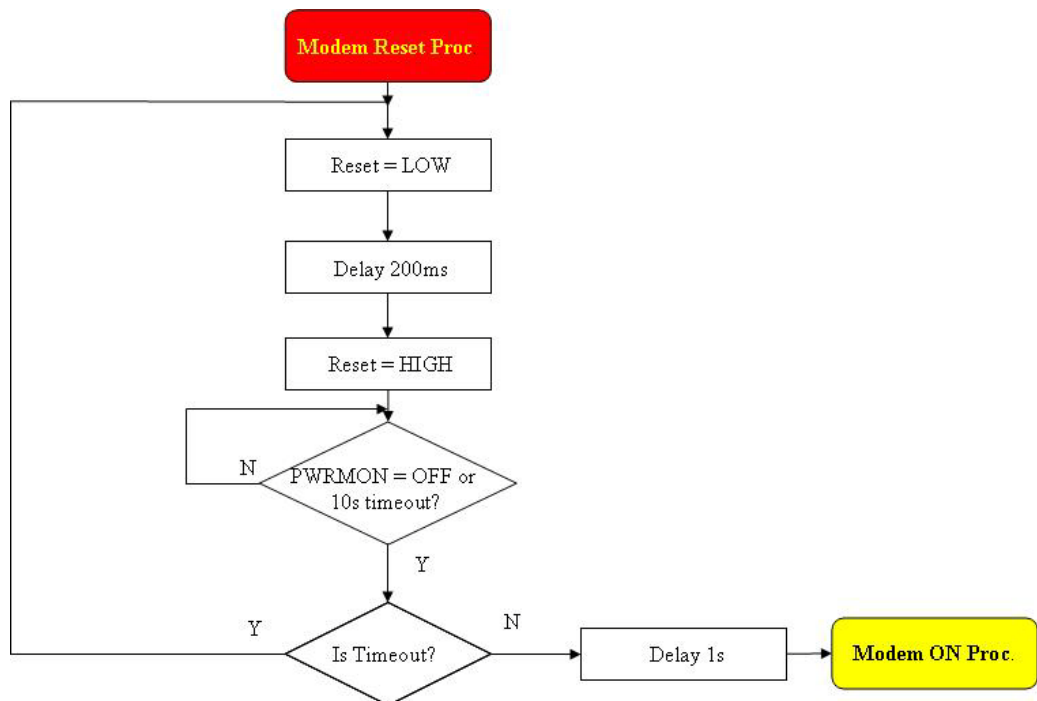 Modem Reset Proc
Reset = LOW
Delay 200ms
Reset = HIGH
N
PWRMON = OFF or
10s timeout?
Y
Y
Is Timeout?
N
Delay 1s
Modem ON Proc.